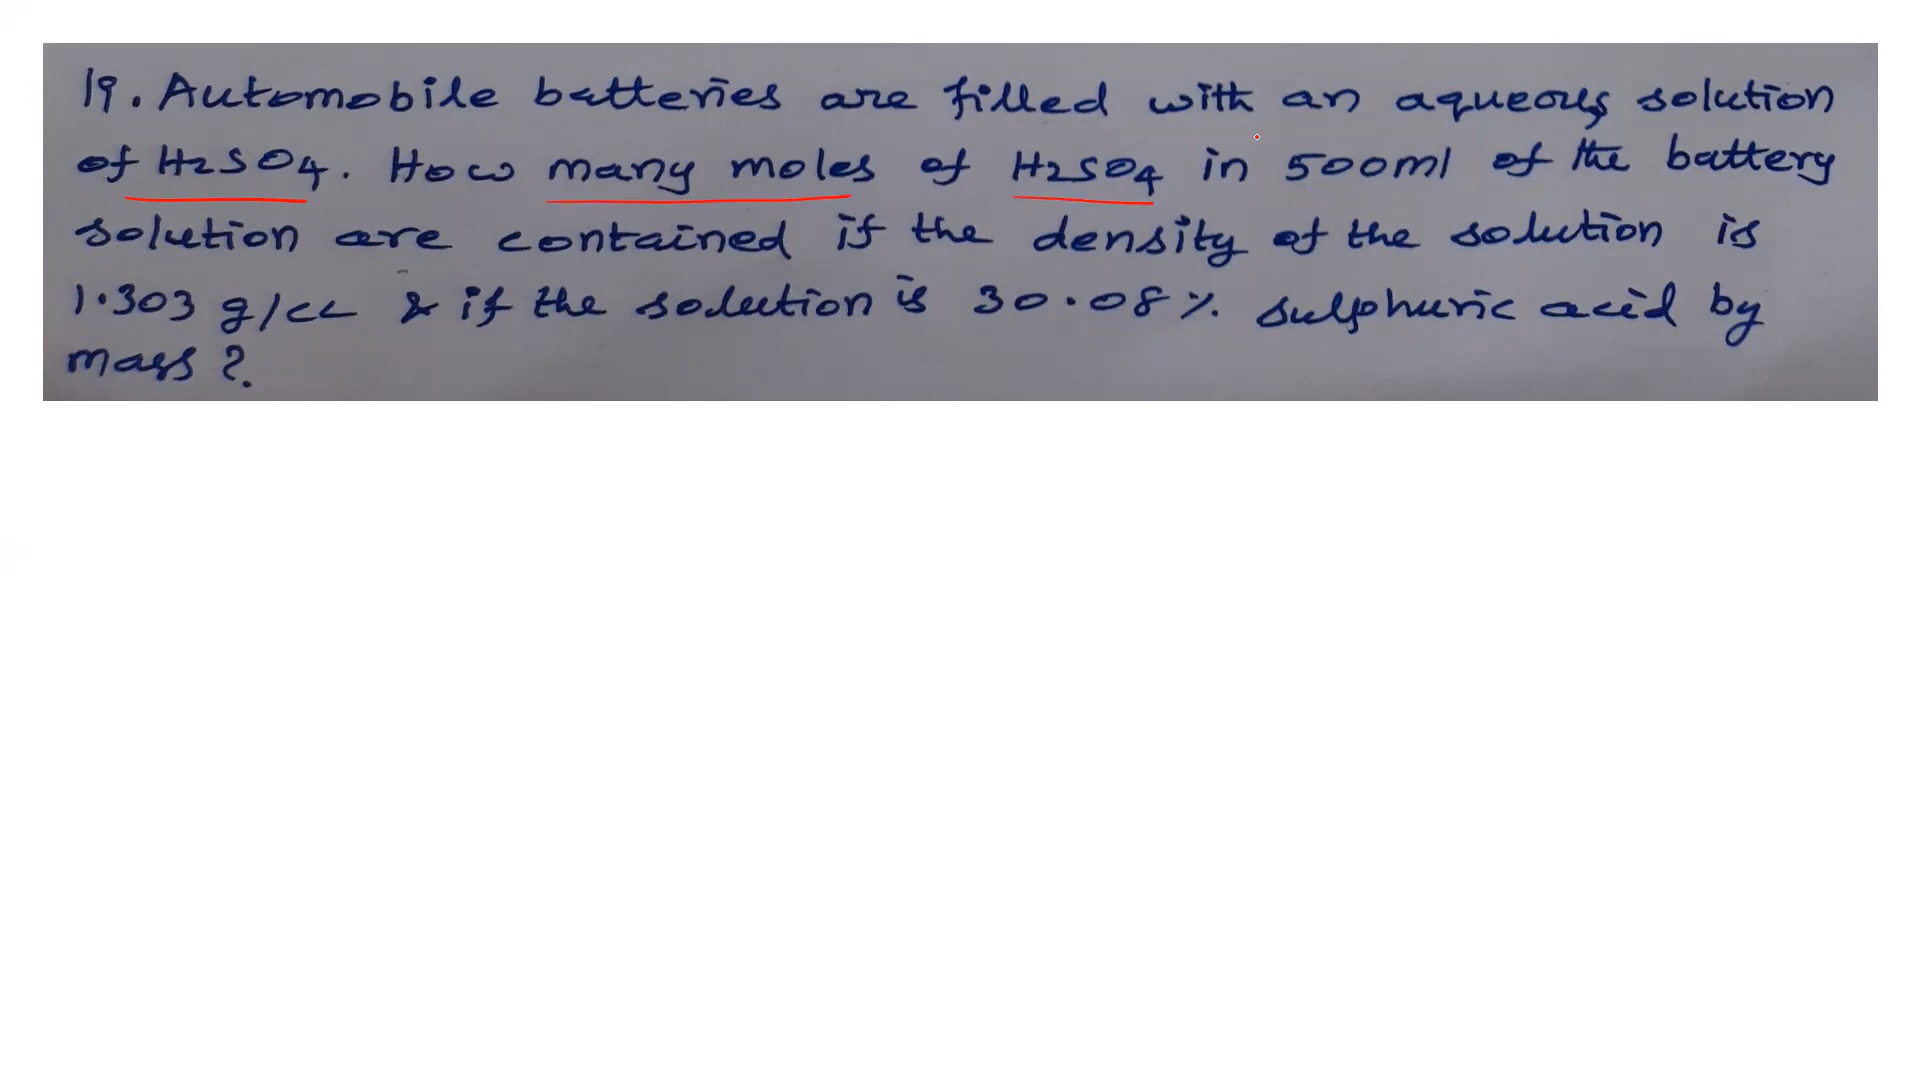 19. Automobile batteries are filled with an aqueous solution
of H2SO4. How many moles of H2SO4 in 500ml of the battery
solution are contained if the density of the solution is
1.303 g/cc & if the solution is 30.08% sulphuric acid by
mass?